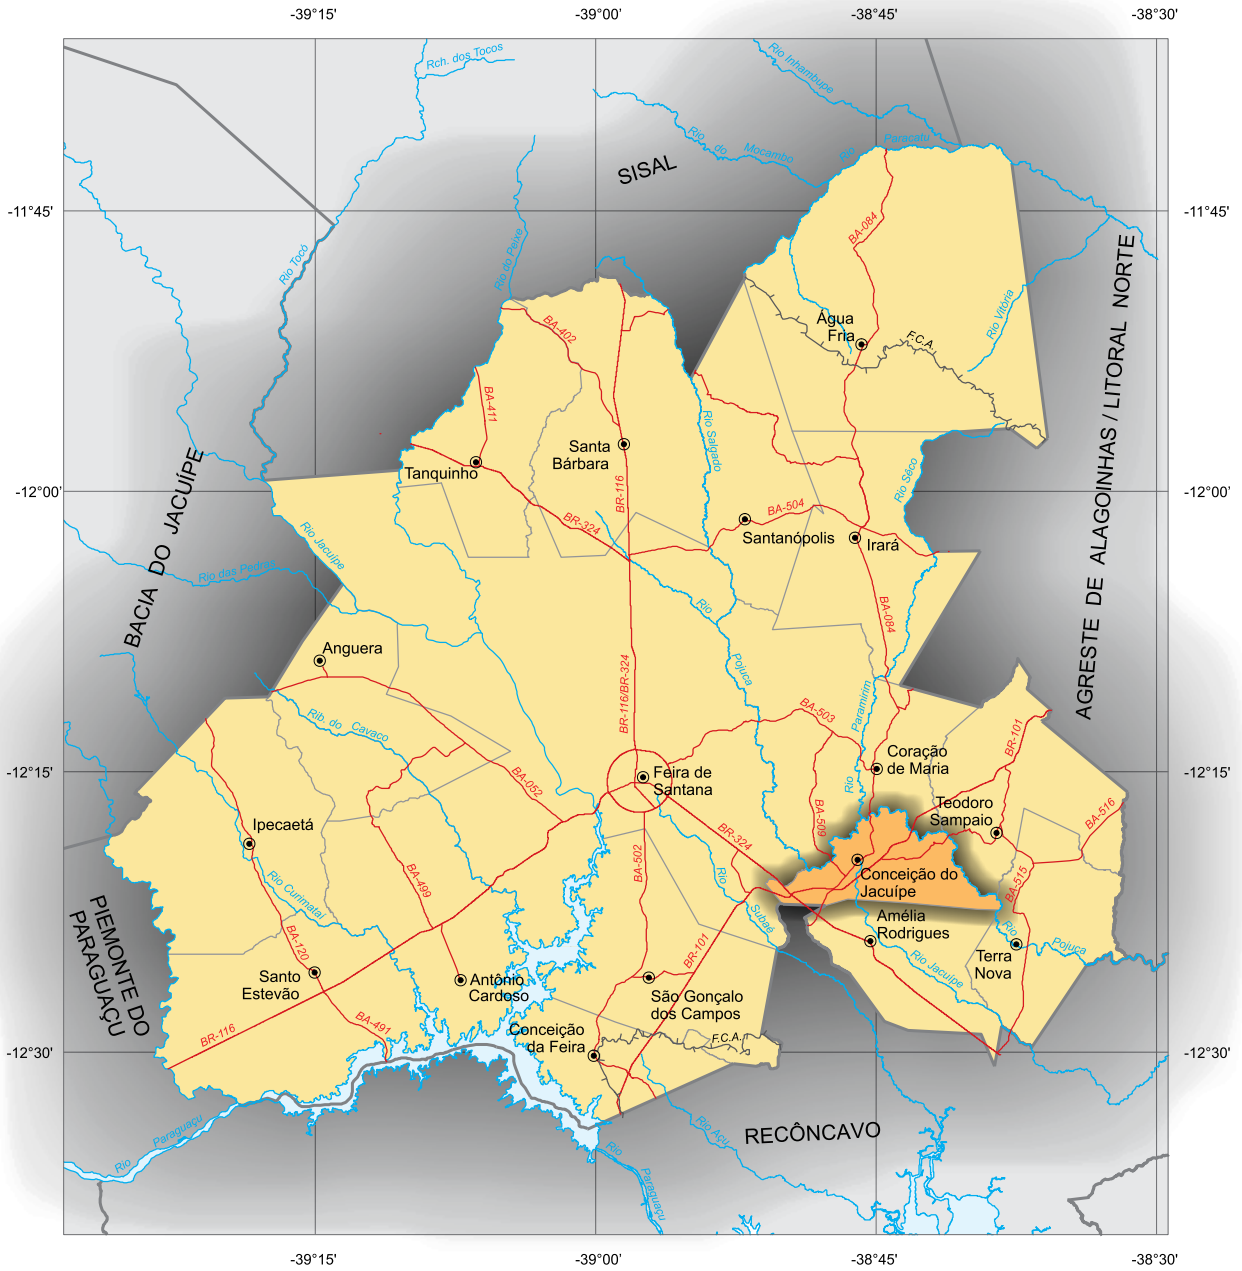 -39°15'
-39°00'
-38°45'
-38°30'
Rch. dos Tocos
Rio Inhambupe
Rio do Mocambo
Rio Paracatu
SISAL
-11°45'
-11°45'
BA-084
Rio Tocó
Rio do Peixe
Rio Vitória
AGRESTE DE ALAGOINHAS / LITORAL NORTE
Água
Fria
F.C.A.
BA-402
BA-411
Rio Salgado
Santa
Bárbara
Tanquinho
BACIA DO JACUÍPE
Rio Sêco
-12°00'
-12°00'
BR-116
BA-504
BR-324
Santanópolis
Irará
Rio Jacuípe
Rio das Pedras
Rio
Pojuca
BA-084
Anguera
BR-116/BR-324
Rio Paramirim
Rib. do Cavaco
BA-503
BR-101
Coração
de Maria
-12°15'
-12°15'
Feira de
Santana
BA-052
Teodoro
Sampaio
BA-516
BA-509
Ipecaetá
BR-324
BA-502
BA-499
Conceição do
Jacuípe
BA-515
Rio Curimatal
Rio Subaé
Amélia
Rodrigues
Rio Pojuca
Rio Jacuípe
Terra
Nova
PIEMONTE DO
PARAGUAÇU
BA-120
BR-101
Santo
Estevão
Antônio
Cardoso
São Gonçalo
dos Campos
BR-116
BA-491
Conceição
da Feira
F.C.A.
-12°30'
-12°30'
Rio Paraguaçu
Rio Açu
RECÔNCAVO
Rio Paraguaçu
-39°15'
-39°00'
-38°45'
-38°30'